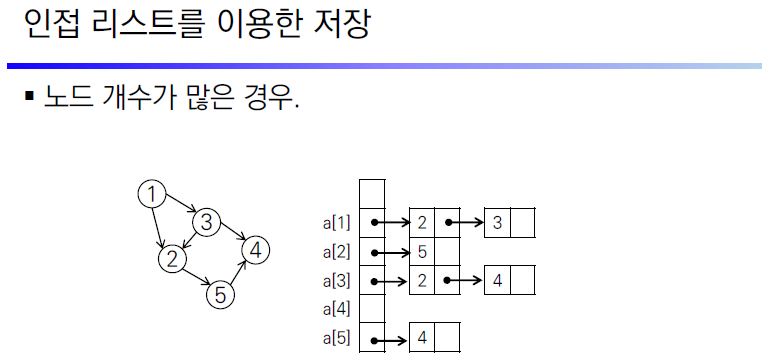 인접 리스트를 이용한 저장
▪ 노드 개수가 많은 경우.
1
3
2
4
5
a[1] 2 3
a[2] 5
a[3] 2 4
a[4]
a[5] 4